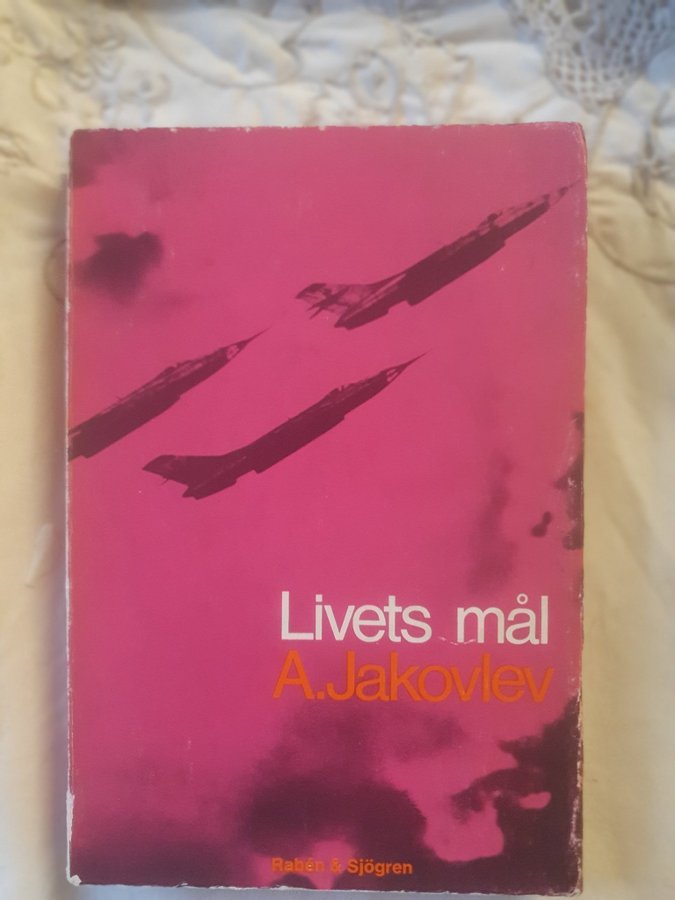 Livets mål
A.Jakovlev
Rabén & Sjögren